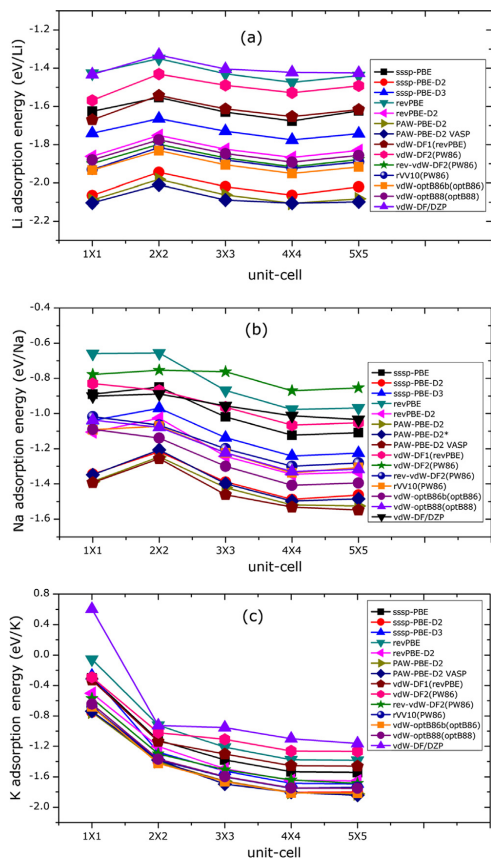 (a)
Li adsorption energy (eV/Li)
-1.2
-1.4
-1.6
-1.8
-2.0
-2.2
sssp-PBE
sssp-PBE-D2
sssp-PBE-D3
revPBE
revPBE-D2
PAW-PBE-D2
PAW-PBE-D2 VASP
vdW-DF1(revPBE)
vdW-DF2(PW86)
rev-vdW-DF2(PW86)
rVV10(PW86)
vdW-optB86b(optB86)
vdW-optB88(optB88)
vdW-DF/DZP
1X1 2X2 3X3 4X4 5X5
unit-cell
(b)
Na adsorption energy (eV/Na)
-0.4
-0.6
-0.8
-1.0
-1.2
-1.4
-1.6
sssp-PBE
sssp-PBE-D2
sssp-PBE-D3
revPBE
revPBE-D2
PAW-PBE-D2
PAW-PBE-D2*
PAW-PBE-D2 VASP
vdW-DF1(revPBE)
vdW-DF2(PW86)
rev-vdW-DF2(PW86)
rVV10(PW86)
vdW-optB86b(optB86)
vdW-optB88(optB88)
vdW-DF/DZP
1X1 2X2 3X3 4X4 5X5
unit-cell
(c)
K adsorption energy (eV/K)
0.8
0.4
0.0
-0.4
-0.8
-1.2
-1.6
-2.0
sssp-PBE
sssp-PBE-D2
sssp-PBE-D3
revPBE
revPBE-D2
PAW-PBE-D2
PAW-PBE-D2 VASP
vdW-DF1(revPBE)
vdW-DF2(PW86)
rev-vdW-DF2(PW86)
rVV10(PW86)
vdW-optB86b(optB86)
vdW-optB88(optB88)
vdW-DF/DZP
1X1 2X2 3X3 4X4 5X5
unit-cell